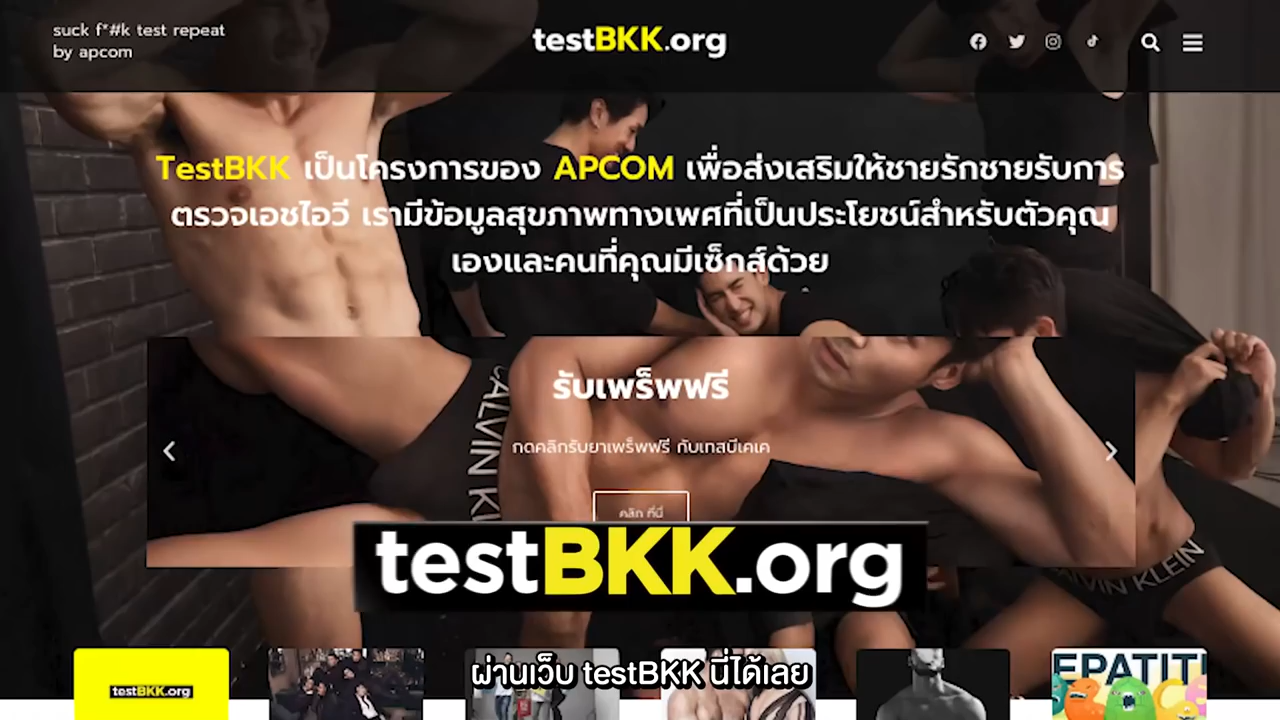 suck f*#k test repeat
by apcom
testBKK.org
TestBKK เป็นโครงการของ APCOM เพื่อส่งเสริมให้ชายรักชายรับการ
ตรวจเอชไอวี เรามีข้อมูลสุขภาพทางเพศที่เป็นประโยชน์สำหรับตัวคุณ
เองและคนที่คุณมีเซ็กส์ด้วย
รับเพร็พฟรี
กดคลิกรับยาเพร็พฟรี กับเทสบีเคเค
คลิก ที่นี่
CALVIN KL
CALVIN KLEIN
testBKK.org
testBKK.org
EPATITI
ผ่านเว็บ testBKK นี่ได้เลย